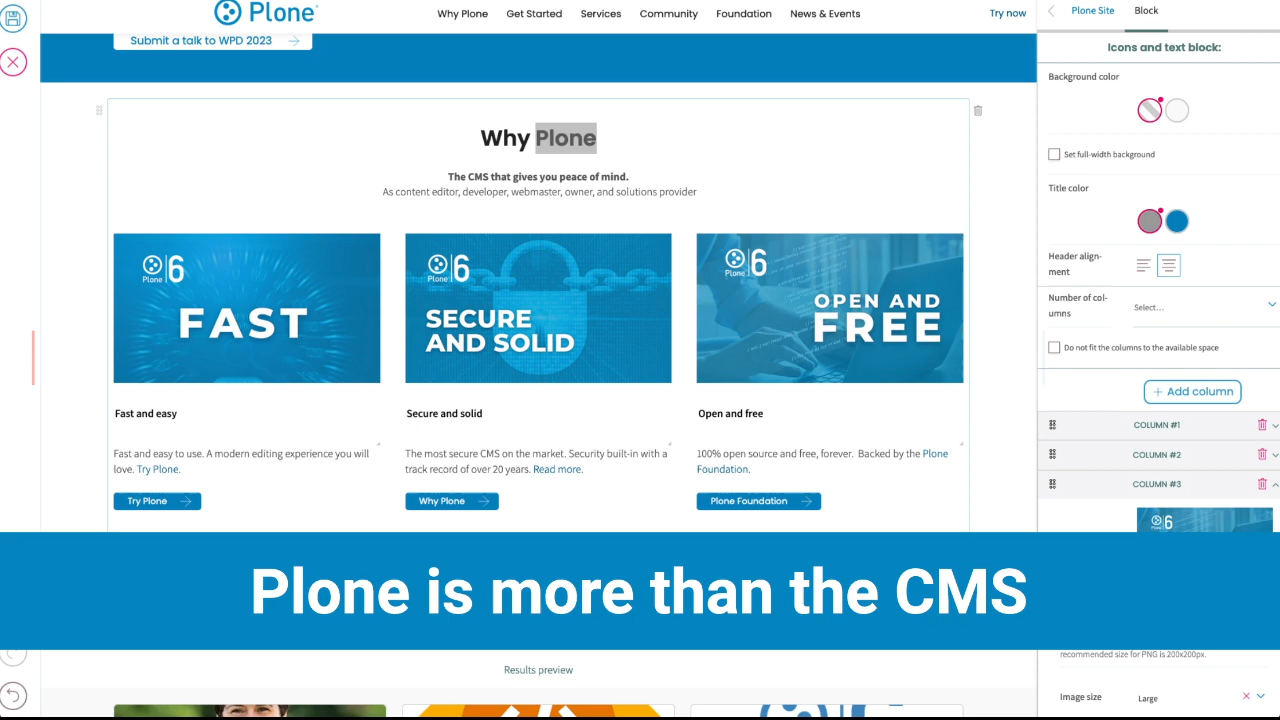 Plone
Why Plone
Get Started
Services
Community
Foundation
News & Events
Try now
Plone Site
Block
Submit a talk to WPD 2023
Icons and text block:
Background color
Set full-width background
Title color
Header align-
ment
Number of col-
umns
Select...
Do not fit the columns to the available space
+ Add column
COLUMN #1
COLUMN #2
COLUMN #3
Plone 6
Why Plone
The CMS that gives you peace of mind.
As content editor, developer, webmaster, owner, and solutions provider
Plone 6
FAST
Plone 6
SECURE
AND SOLID
Plone 6
OPEN AND
FREE
Fast and easy
Secure and solid
Open and free
Fast and easy to use. A modern editing experience you will
love. Try Plone.
The most secure CMS on the market. Security built-in with a
track record of over 20 years. Read more.
100% open source and free, forever. Backed by the Plone
Foundation.
Try Plone
Why Plone
Plone Foundation
Plone is more than the CMS
recommended size for PNG is 200x200px.
Results preview
Image size
Large